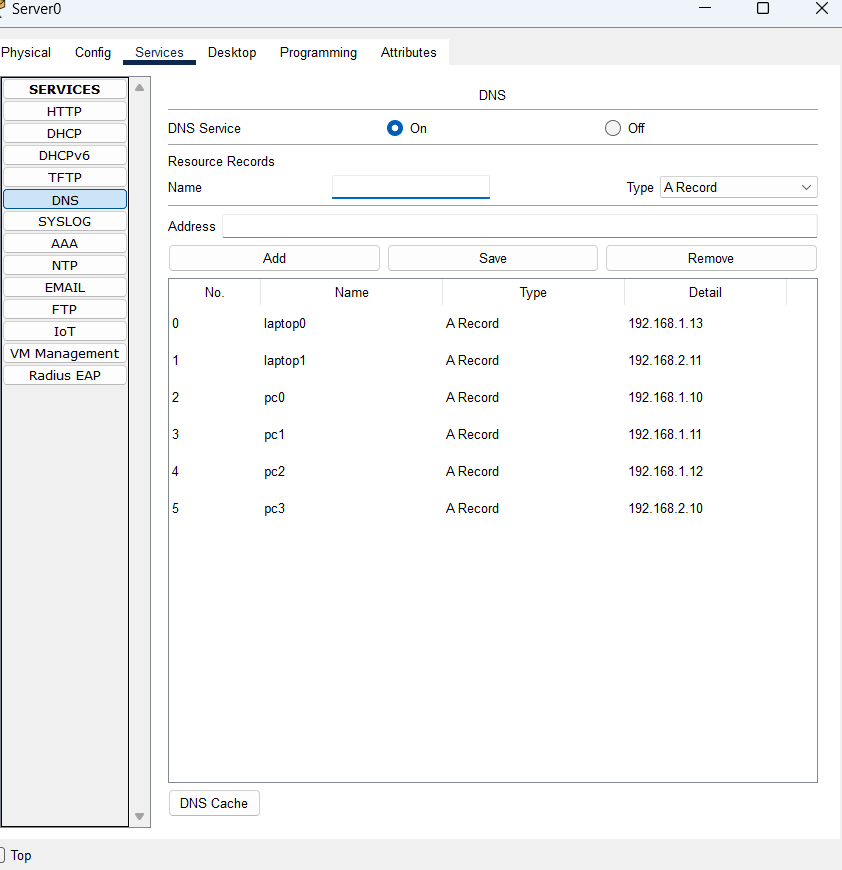 Server0
Physical Config Services Desktop Programming Attributes
SERVICES
HTTP
DHCP
DHCPv6
TFTP
DNS
SYSLOG
AAA
NTP
EMAIL
FTP
IoT
VM Management
Radius EAP
DNS
DNS Service On Off
Resource Records
Name Type A Record
Address
Add Save Remove
No. Name Type Detail
0 laptop0 A Record 192.168.1.13
1 laptop1 A Record 192.168.2.11
2 pc0 A Record 192.168.1.10
3 pc1 A Record 192.168.1.11
4 pc2 A Record 192.168.1.12
5 pc3 A Record 192.168.2.10
DNS Cache
Top